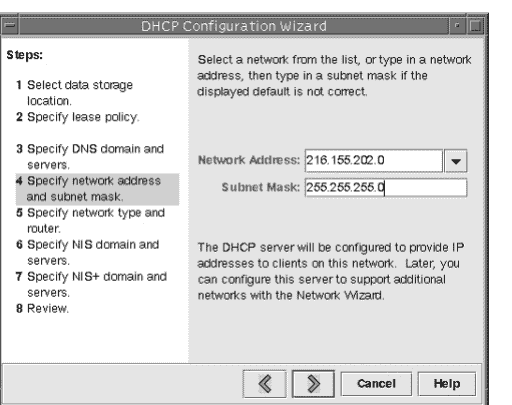 DHCP Configuration Wizard
Steps:
1 Select data storage
location.
2 Specify lease policy.
3 Specify DNS domain and
servers.
4 Specify network address
and subnet mask.
5 Specify network type and
router.
6 Specify NIS domain and
servers.
7 Specify NIS+ domain and
servers.
8 Review.
Select a network from the list, or type in a network
address, then type in a subnet mask if the
displayed default is not correct.
Network Address: 216.155.202.0
Subnet Mask: 255.255.255.0
The DHCP server will be configured to provide IP
addresses to clients on this network. Later, you
can configure this server to support additional
networks with the Network Wizard.
Cancel
Help